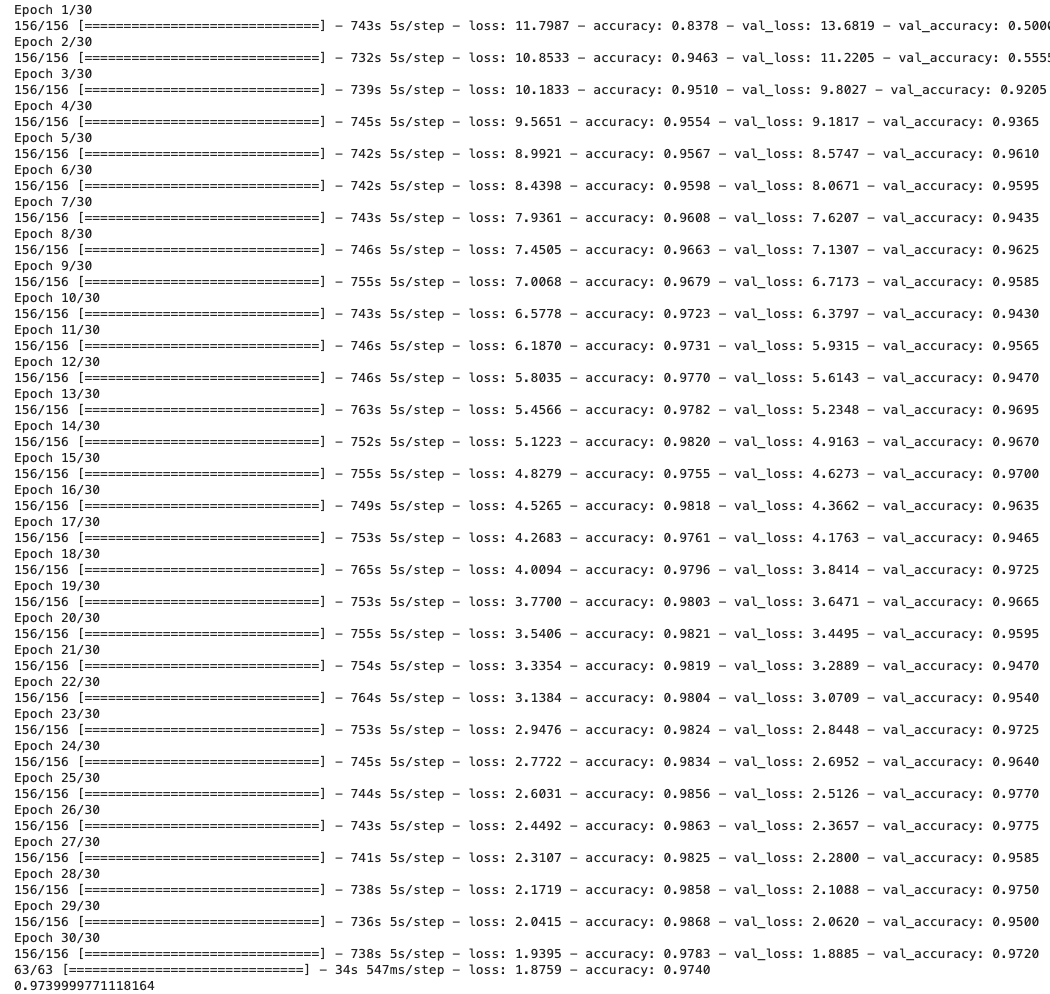 Epoch 1/30
156/156 [==============================] - 743s 5s/step - loss: 11.7987 - accuracy: 0.8378 - val_loss: 13.6819 - val_accuracy: 0.5000
Epoch 2/30
156/156 [==============================] - 732s 5s/step - loss: 10.8533 - accuracy: 0.9463 - val_loss: 11.2205 - val_accuracy: 0.5555
Epoch 3/30
156/156 [==============================] - 739s 5s/step - loss: 10.1833 - accuracy: 0.9510 - val_loss: 9.8027 - val_accuracy: 0.9205
Epoch 4/30
156/156 [==============================] - 745s 5s/step - loss: 9.5651 - accuracy: 0.9554 - val_loss: 9.1817 - val_accuracy: 0.9365
Epoch 5/30
156/156 [==============================] - 742s 5s/step - loss: 8.9921 - accuracy: 0.9567 - val_loss: 8.5747 - val_accuracy: 0.9610
Epoch 6/30
156/156 [==============================] - 742s 5s/step - loss: 8.4398 - accuracy: 0.9598 - val_loss: 8.0671 - val_accuracy: 0.9595
Epoch 7/30
156/156 [==============================] - 743s 5s/step - loss: 7.9361 - accuracy: 0.9608 - val_loss: 7.6207 - val_accuracy: 0.9435
Epoch 8/30
156/156 [==============================] - 746s 5s/step - loss: 7.4505 - accuracy: 0.9663 - val_loss: 7.1307 - val_accuracy: 0.9625
Epoch 9/30
156/156 [==============================] - 755s 5s/step - loss: 7.0068 - accuracy: 0.9679 - val_loss: 6.7173 - val_accuracy: 0.9585
Epoch 10/30
156/156 [==============================] - 743s 5s/step - loss: 6.5778 - accuracy: 0.9723 - val_loss: 6.3797 - val_accuracy: 0.9430
Epoch 11/30
156/156 [==============================] - 746s 5s/step - loss: 6.1870 - accuracy: 0.9731 - val_loss: 5.9315 - val_accuracy: 0.9565
Epoch 12/30
156/156 [==============================] - 746s 5s/step - loss: 5.8035 - accuracy: 0.9770 - val_loss: 5.6143 - val_accuracy: 0.9470
Epoch 13/30
156/156 [==============================] - 763s 5s/step - loss: 5.4566 - accuracy: 0.9782 - val_loss: 5.2348 - val_accuracy: 0.9695
Epoch 14/30
156/156 [==============================] - 752s 5s/step - loss: 5.1223 - accuracy: 0.9820 - val_loss: 4.9163 - val_accuracy: 0.9670
Epoch 15/30
156/156 [==============================] - 755s 5s/step - loss: 4.8279 - accuracy: 0.9755 - val_loss: 4.6273 - val_accuracy: 0.9700
Epoch 16/30
156/156 [==============================] - 749s 5s/step - loss: 4.5265 - accuracy: 0.9818 - val_loss: 4.3662 - val_accuracy: 0.9635
Epoch 17/30
156/156 [==============================] - 753s 5s/step - loss: 4.2683 - accuracy: 0.9761 - val_loss: 4.1763 - val_accuracy: 0.9465
Epoch 18/30
156/156 [==============================] - 765s 5s/step - loss: 4.0094 - accuracy: 0.9796 - val_loss: 3.8414 - val_accuracy: 0.9725
Epoch 19/30
156/156 [==============================] - 753s 5s/step - loss: 3.7700 - accuracy: 0.9803 - val_loss: 3.6471 - val_accuracy: 0.9665
Epoch 20/30
156/156 [==============================] - 755s 5s/step - loss: 3.5406 - accuracy: 0.9821 - val_loss: 3.4495 - val_accuracy: 0.9595
Epoch 21/30
156/156 [==============================] - 754s 5s/step - loss: 3.3354 - accuracy: 0.9819 - val_loss: 3.2889 - val_accuracy: 0.9470
Epoch 22/30
156/156 [==============================] - 764s 5s/step - loss: 3.1384 - accuracy: 0.9804 - val_loss: 3.0709 - val_accuracy: 0.9540
Epoch 23/30
156/156 [==============================] - 753s 5s/step - loss: 2.9476 - accuracy: 0.9824 - val_loss: 2.8448 - val_accuracy: 0.9725
Epoch 24/30
156/156 [==============================] - 745s 5s/step - loss: 2.7722 - accuracy: 0.9834 - val_loss: 2.6952 - val_accuracy: 0.9640
Epoch 25/30
156/156 [==============================] - 744s 5s/step - loss: 2.6031 - accuracy: 0.9856 - val_loss: 2.5126 - val_accuracy: 0.9770
Epoch 26/30
156/156 [==============================] - 743s 5s/step - loss: 2.4492 - accuracy: 0.9863 - val_loss: 2.3657 - val_accuracy: 0.9775
Epoch 27/30
156/156 [==============================] - 741s 5s/step - loss: 2.3107 - accuracy: 0.9825 - val_loss: 2.2800 - val_accuracy: 0.9585
Epoch 28/30
156/156 [==============================] - 738s 5s/step - loss: 2.1719 - accuracy: 0.9858 - val_loss: 2.1088 - val_accuracy: 0.9750
Epoch 29/30
156/156 [==============================] - 736s 5s/step - loss: 2.0415 - accuracy: 0.9868 - val_loss: 2.0620 - val_accuracy: 0.9500
Epoch 30/30
156/156 [==============================] - 738s 5s/step - loss: 1.9395 - accuracy: 0.9783 - val_loss: 1.8885 - val_accuracy: 0.9720
63/63 [==============================] - 34s 547ms/step - loss: 1.8759 - accuracy: 0.9740
0.9739999771118164